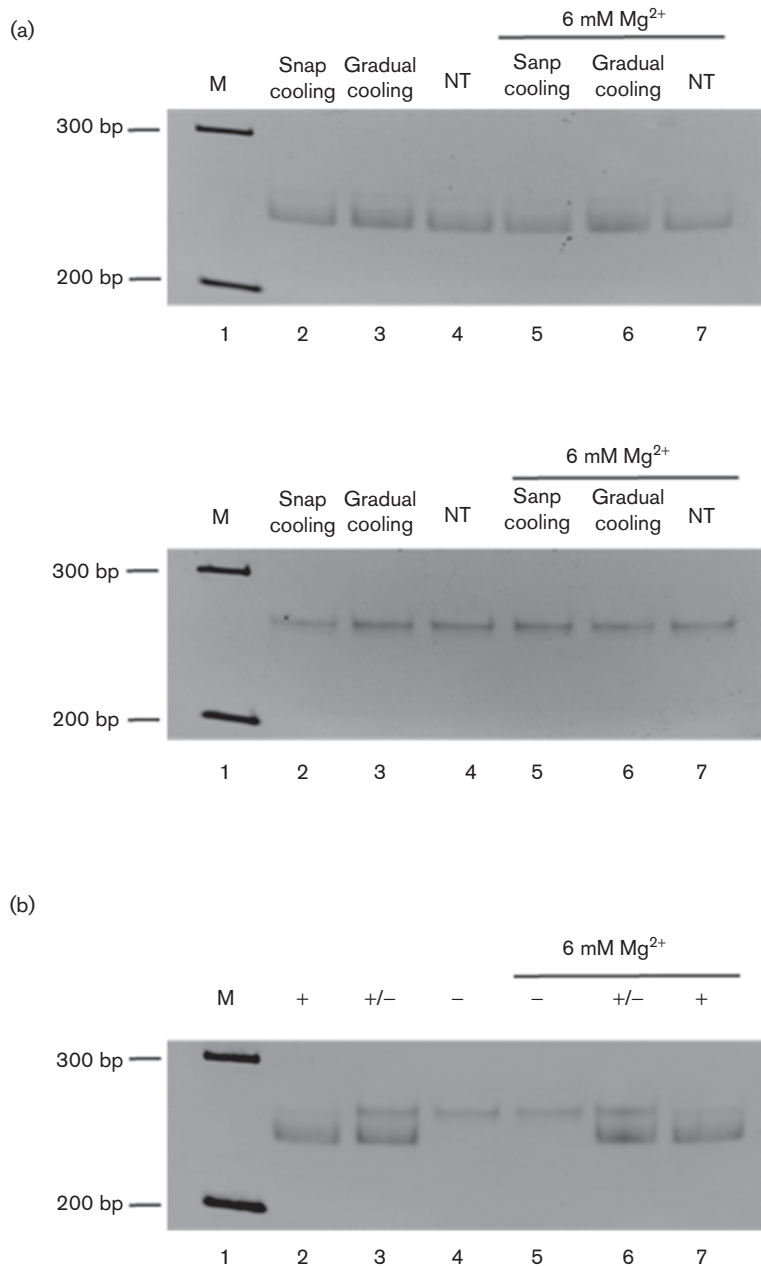 (a)
6 mM Mg2+
M Snap cooling Gradual cooling NT Sanp cooling Gradual cooling NT
300 bp
200 bp
1 2 3 4 5 6 7
6 mM Mg2+
M Snap cooling Gradual cooling NT Sanp cooling Gradual cooling NT
300 bp
200 bp
1 2 3 4 5 6 7
(b)
6 mM Mg2+
M + +/− − − +/− +
300 bp
200 bp
1 2 3 4 5 6 7